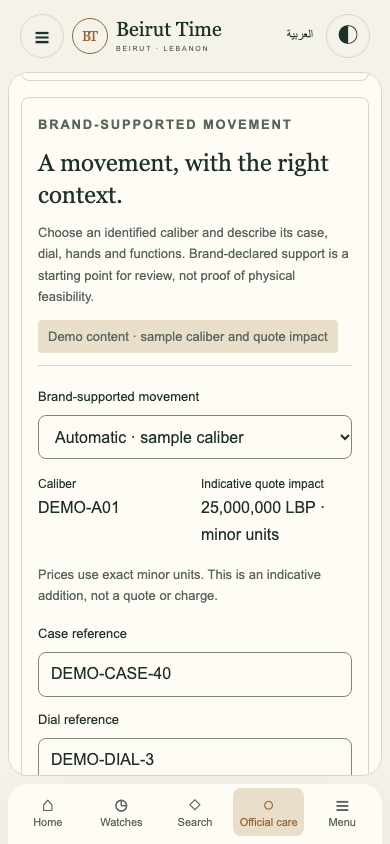 BT
Beirut Time
BEIRUT · LEBANON
العربية
BRAND-SUPPORTED MOVEMENT
A movement, with the right
context.
Choose an identified caliber and describe its case,
dial, hands and functions. Brand-declared support is a
starting point for review, not proof of physical
feasibility.
Demo content · sample caliber and quote impact
Brand-supported movement
Automatic · sample caliber
Caliber
DEMO-A01
Indicative quote impact
25,000,000 LBP ·
minor units
Prices use exact minor units. This is an indicative
addition, not a quote or charge.
Case reference
DEMO-CASE-40
Dial reference
DEMO-DIAL-3
Home
Watches
Search
Official care
Menu